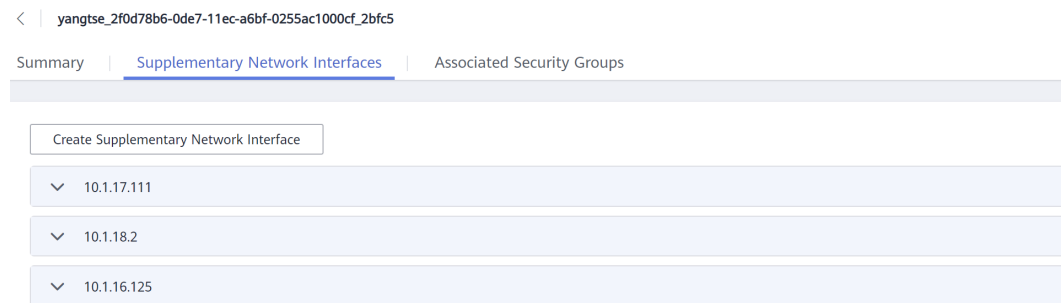 yangtse_2f0d78b6-0de7-11ec-a6bf-0255ac1000cf_2bfc5
Summary Supplementary Network Interfaces Associated Security Groups
Create Supplementary Network Interface
10.1.17.111
10.1.18.2
10.1.16.125